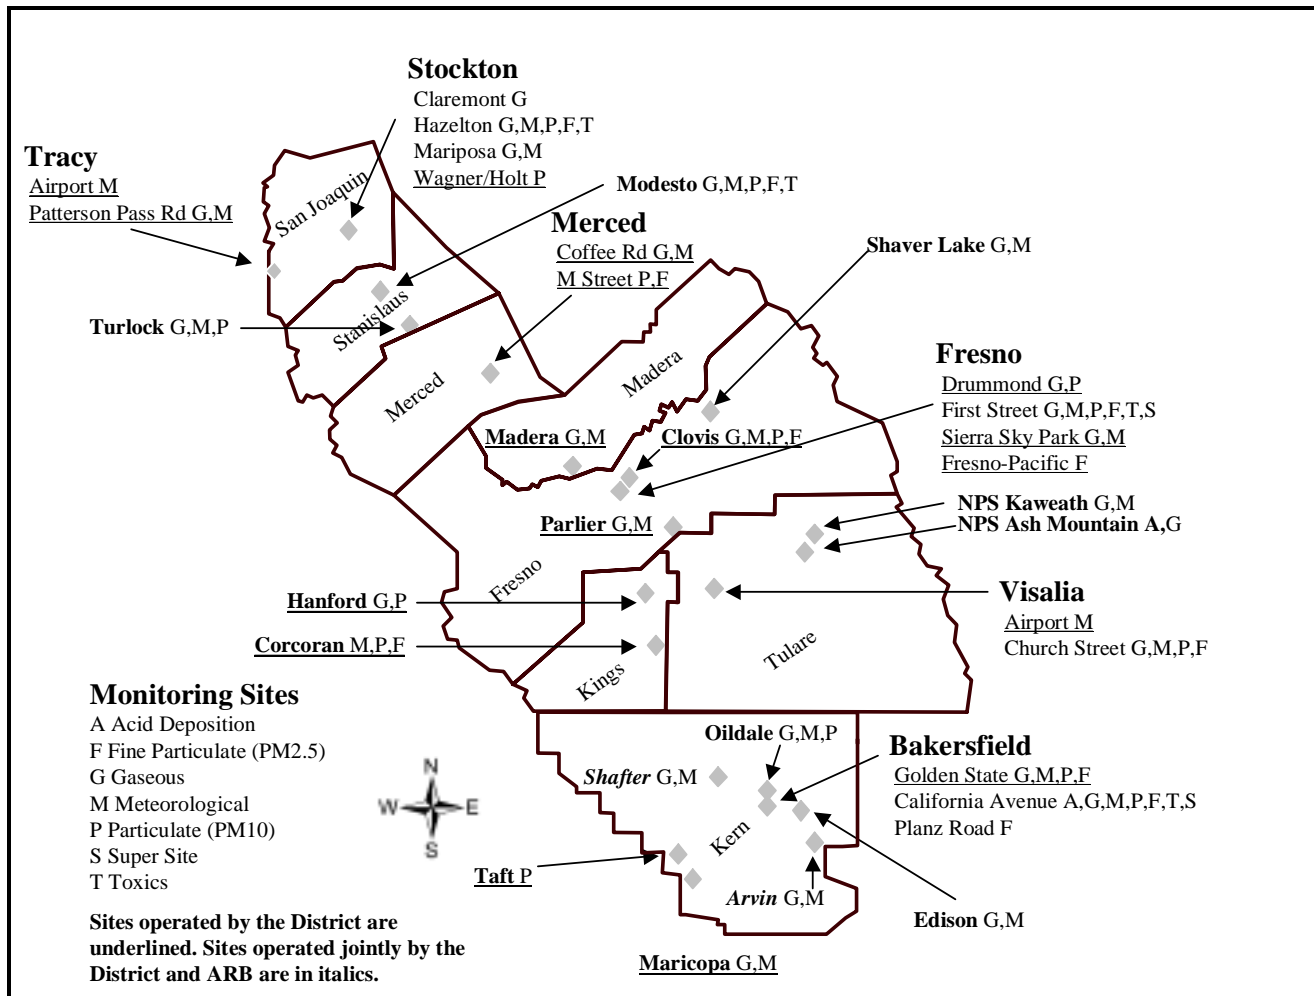 Stockton
Claremont G
Hazelton G,M,P,F,T
Mariposa G,M
Wagner/Holt P
Tracy
Airport M
Patterson Pass Rd G,M
Modesto G,M,P,F,T
Merced
Coffee Rd G,M
M Street P,F
Shaver Lake G,M
San Joaquin
Stanislaus
Turlock G,M,P
Merced
Madera
Fresno
Drummond G,P
First Street G,M,P,F,T,S
Sierra Sky Park G,M
Fresno-Pacific F
Madera G,M
Clovis G,M,P,F
NPS Kaweath G,M
NPS Ash Mountain A,G
Parlier G,M
Fresno
Hanford G,P
Visalia
Airport M
Church Street G,M,P,F
Corcoran M,P,F
Kings
Tulare
Monitoring Sites
A Acid Deposition
F Fine Particulate (PM2.5)
G Gaseous
M Meteorological
P Particulate (PM10)
S Super Site
T Toxics
Sites operated by the District are
underlined. Sites operated jointly by the
District and ARB are in italics.
N
W E
S
Oildale G,M,P
Shafter G,M
Bakersfield
Golden State G,M,P,F
California Avenue A,G,M,P,F,T,S
Planz Road F
Kern
Taft P
Arvin G,M
Edison G,M
Maricopa G,M